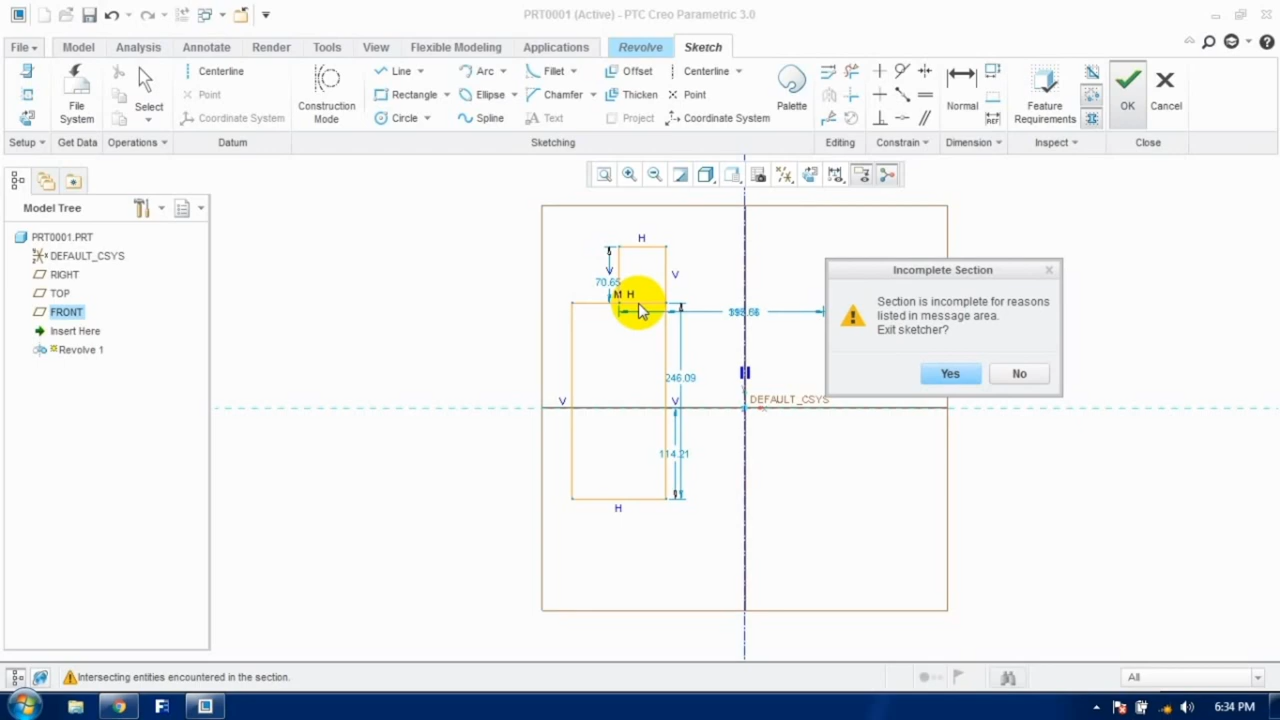 PRT0001 (Active) - PTC Creo Parametric 3.0
File Model Analysis Annotate Render Tools View Flexible Modeling Applications Revolve Sketch
Centerline Line Arc Fillet Offset Centerline
Point Rectangle Ellipse Chamfer Thicken Point
Coordinate System Circle Spline Text Project Coordinate System
File System Select Construction Mode Palette Normal REF Feature Requirements OK Cancel
Setup Get Data Operations Datum Sketching Editing Constrain Dimension Inspect Close
Model Tree
PRT0001.PRT
DEFAULT_CSYS
RIGHT
TOP
FRONT
Insert Here
Revolve 1
H
V V
70.65
M H
246.09
V V
DEFAULT_CSYS
114.21
H
Incomplete Section
Section is incomplete for reasons
listed in message area.
Exit sketcher?
Yes No
Intersecting entities encountered in the section.
All
6:34 PM